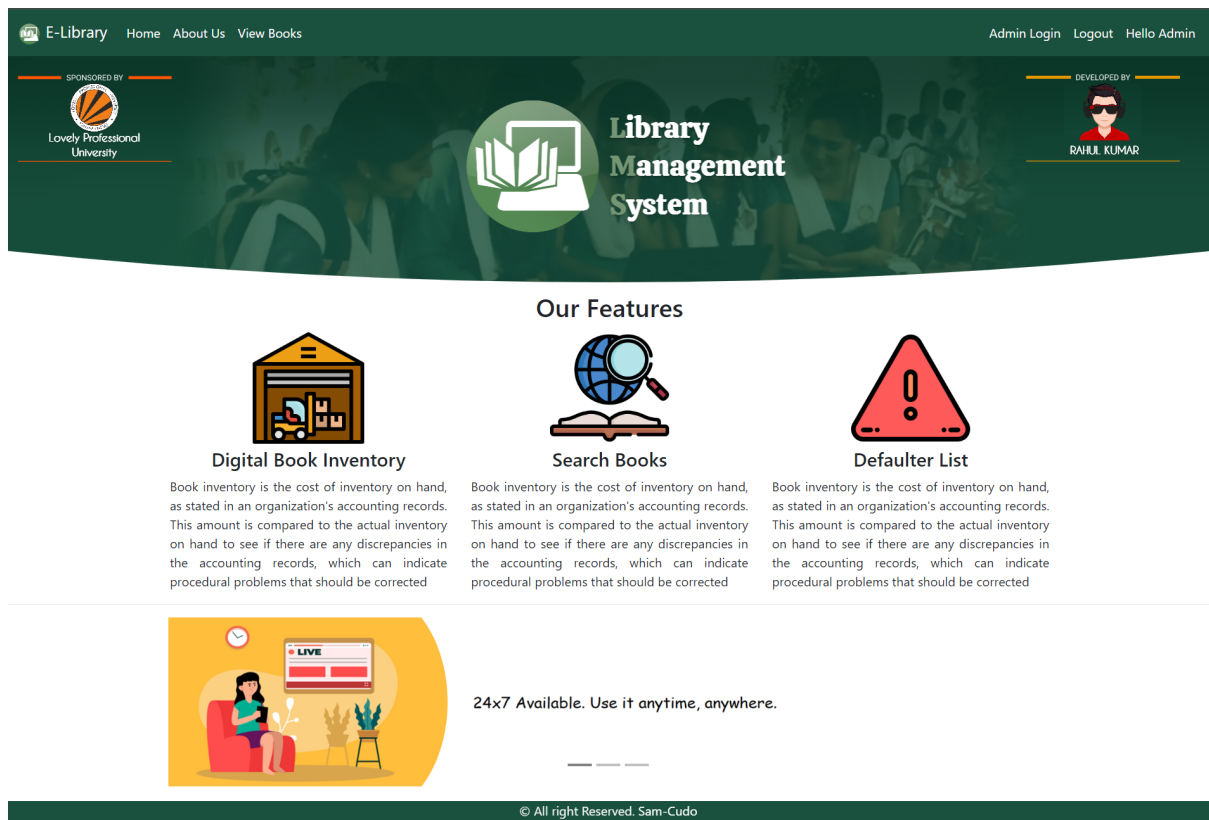 E-Library Home About Us View Books Admin Login Logout Hello Admin
SPONSORED BY
Lovely Professional
University
Library
Management
System
DEVELOPED BY
RAHUL KUMAR
Our Features
Digital Book Inventory
Book inventory is the cost of inventory on hand,
as stated in an organization's accounting records.
This amount is compared to the actual inventory
on hand to see if there are any discrepancies in
the accounting records, which can indicate
procedural problems that should be corrected
Search Books
Book inventory is the cost of inventory on hand,
as stated in an organization's accounting records.
This amount is compared to the actual inventory
on hand to see if there are any discrepancies in
the accounting records, which can indicate
procedural problems that should be corrected
Defaulter List
Book inventory is the cost of inventory on hand,
as stated in an organization's accounting records.
This amount is compared to the actual inventory
on hand to see if there are any discrepancies in
the accounting records, which can indicate
procedural problems that should be corrected
LIVE
24x7 Available. Use it anytime, anywhere.
© All right Reserved. Sam-Cudo